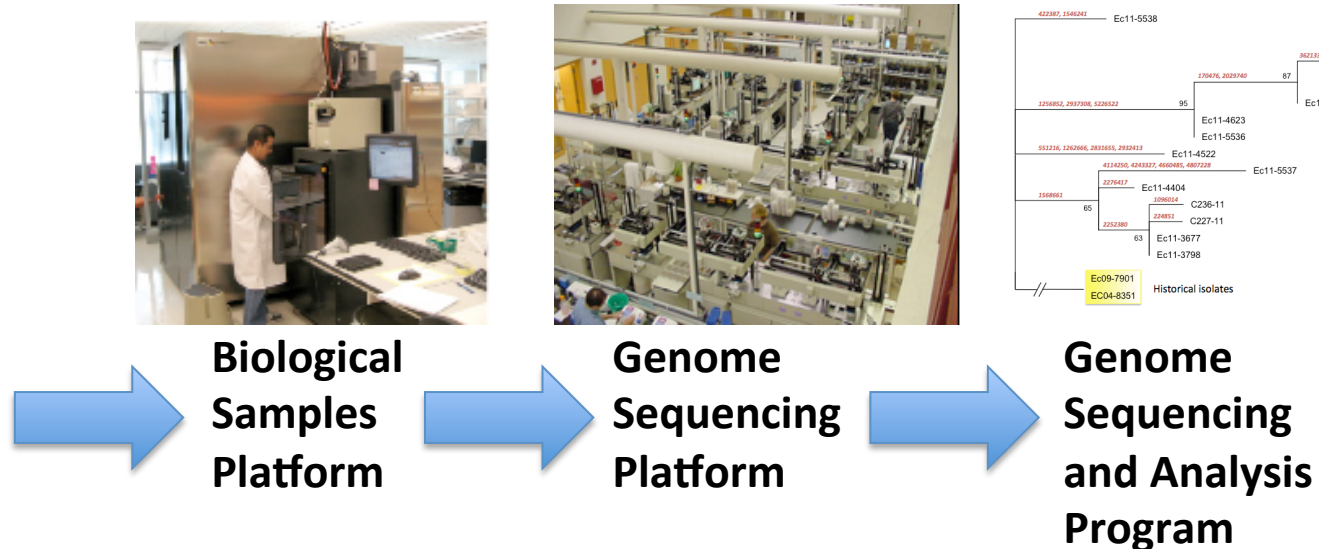 422387, 1546241
Ec11-5538
362133
170476, 2029740
87
1256852, 2937308, 5226522
95
Ec1
Ec11-4623
Ec11-5536
551216, 1262666, 2831655, 2932413
Ec11-4522
4114250, 4243327, 4660485, 4807228
Ec11-5537
2276417
Ec11-4404
1568661
65
1096014
C236-11
224851
C227-11
2252380
63
Ec11-3677
Ec11-3798
Ec09-7901
EC04-8351
Historical isolates
Biological
Samples
Platform
Genome
Sequencing
Platform
Genome
Sequencing
and Analysis
Program